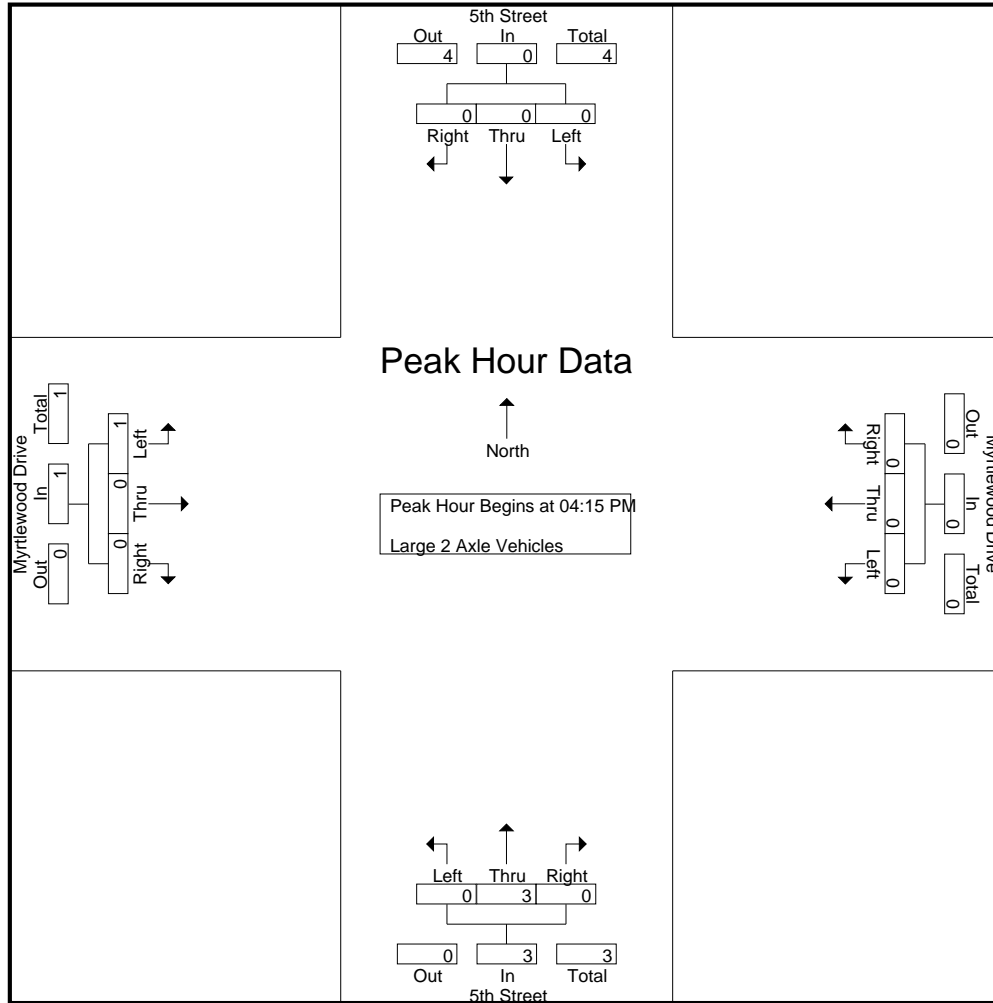 5th Street
Out In Total
4 0 4
0 0 0
Right Thru Left
Peak Hour Data
North
Peak Hour Begins at 04:15 PM
Large 2 Axle Vehicles
Myrtlewood Drive
Out In Total
0 1 1
Right Thru Left
0 0 1
Myrtlewood Drive
Out In Total
0 0 0
Right Thru Left
0 0 0
Left Thru Right
0 3 0
0 3 3
Out In Total
5th Street